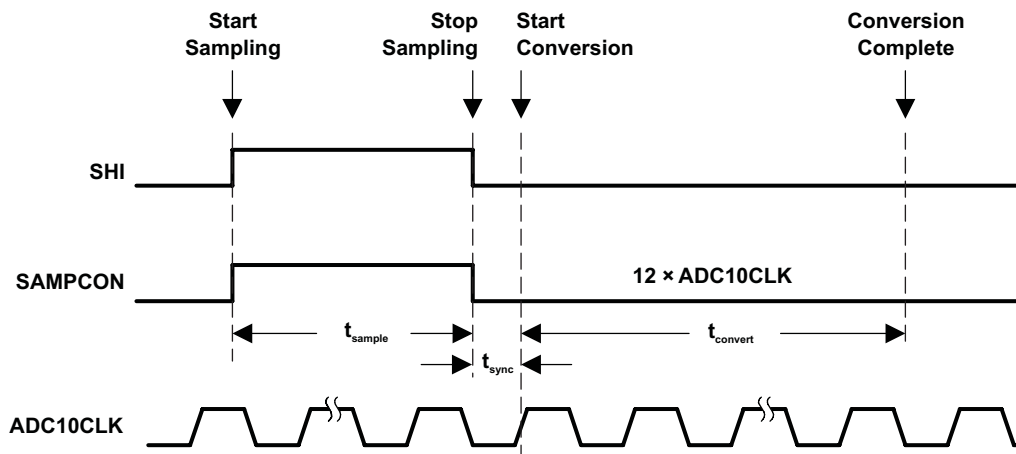 Start
Sampling
Stop
Sampling
Start
Conversion
Conversion
Complete
SHI
SAMPCON
12 × ADC10CLK
tsample
tconvert
tsync
ADC10CLK